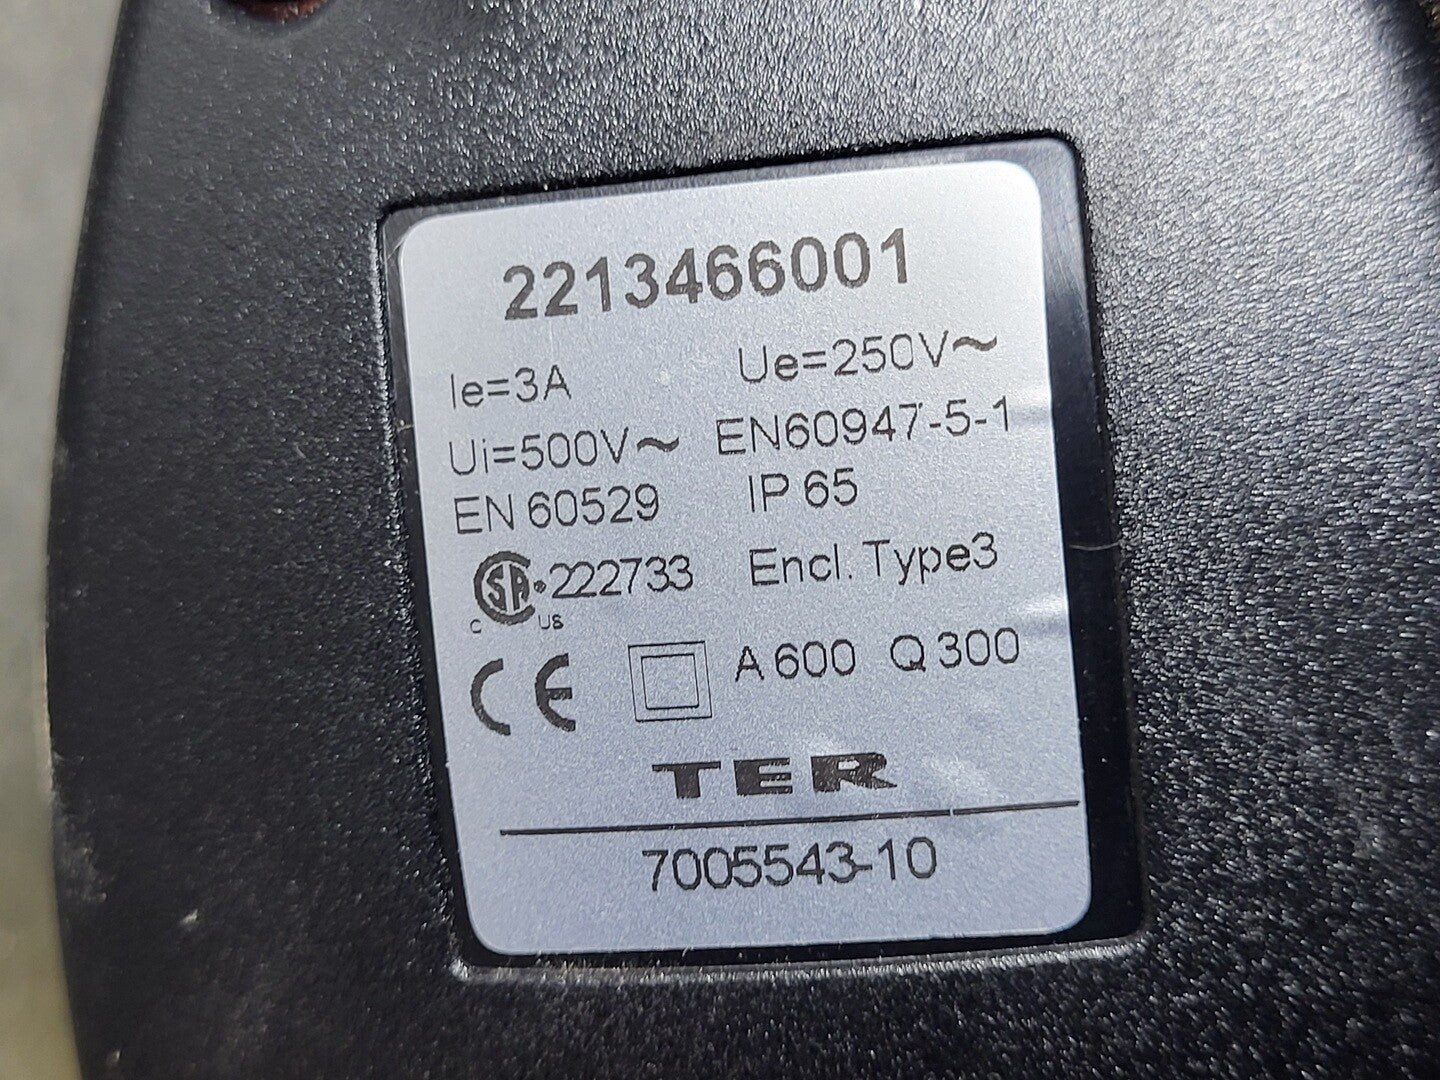 2213466001
Ie=3A Ue=250V~
Ui=500V~ EN60947-5-1
EN 60529 IP 65
SA 222733 Encl. Type3
C US
CE A 600 Q 300
TER
7005543-10